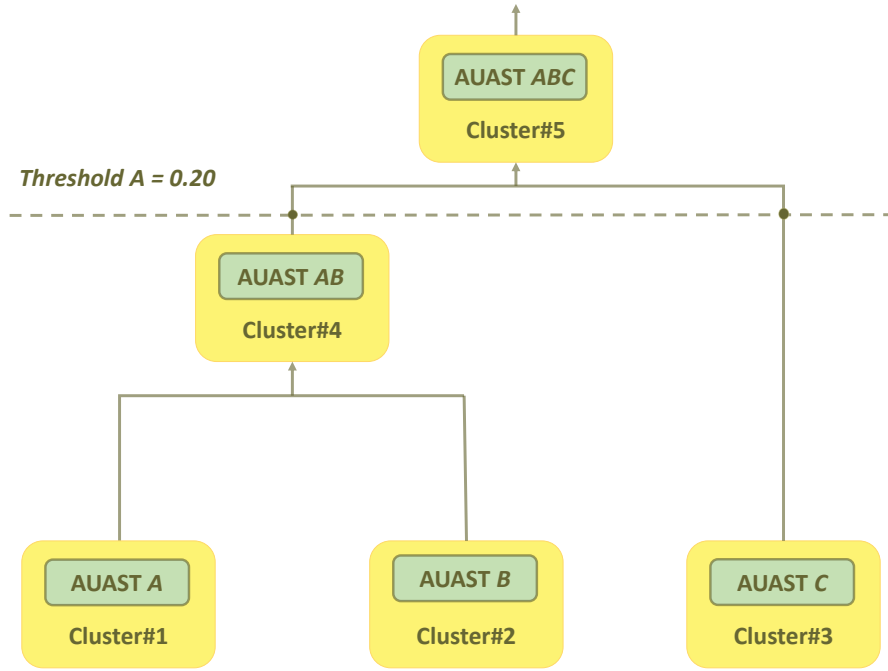 AUAST ABC
Cluster#5
Threshold A = 0.20
AUAST AB
Cluster#4
AUAST A
Cluster#1
AUAST B
Cluster#2
AUAST C
Cluster#3